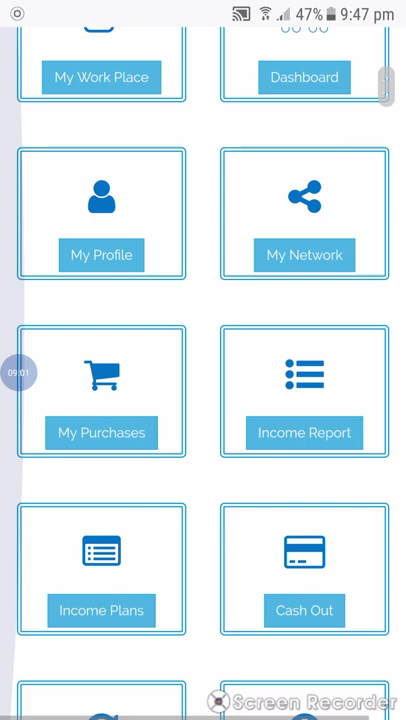 47% 9:47 pm
My Work Place
Dashboard
My Profile
My Network
09:01
My Purchases
Income Report
Income Plans
Cash Out
Screen Recorder